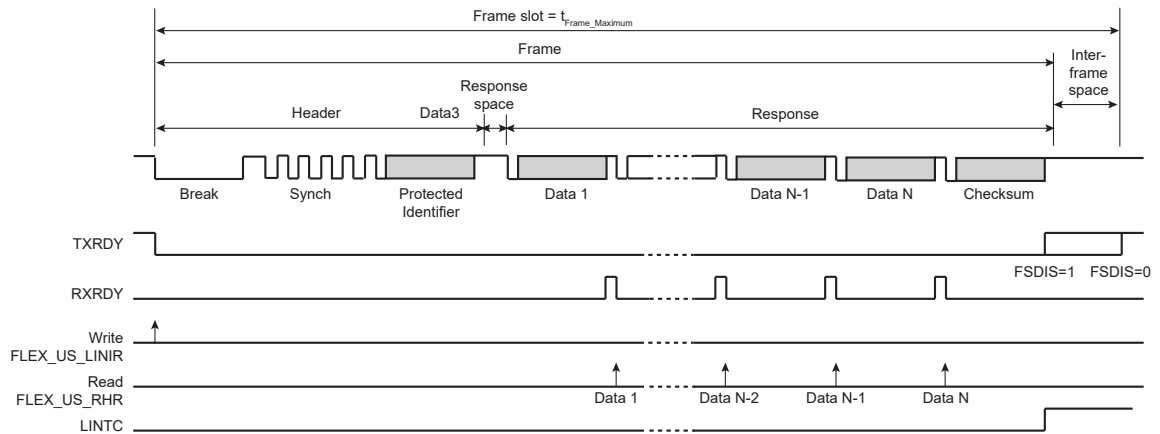 Frame slot = tFrame_Maximum
Frame
Inter-
frame
space
Response
space
Header
Data3
Response
Break
Synch
Protected
Identifier
Data 1
Data N-1
Data N
Checksum
TXRDY
FSDIS=1
FSDIS=0
RXRDY
Write
FLEX_US_LINIR
Read
FLEX_US_RHR
Data 1
Data N-2
Data N-1
Data N
LINTC